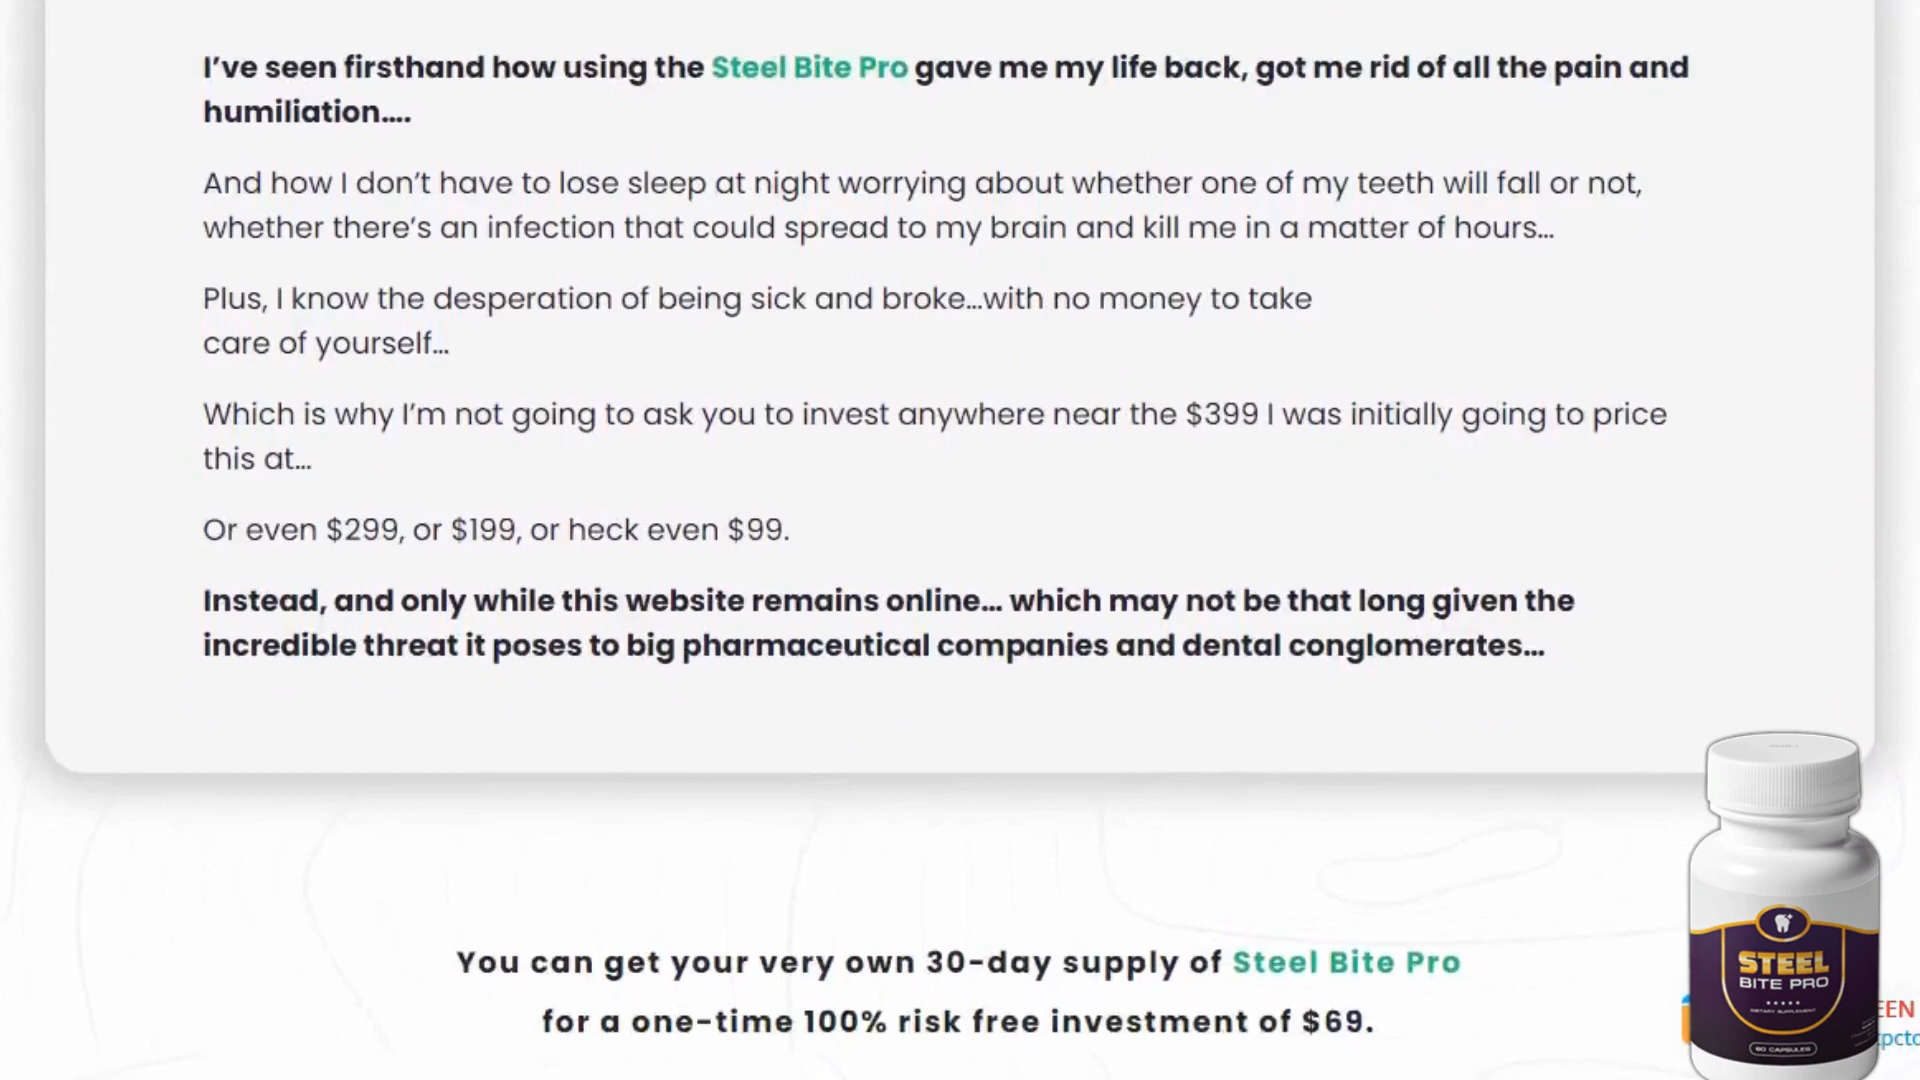 I’ve seen firsthand how using the Steel Bite Pro gave me my life back, got me rid of all the pain and
humiliation….
And how I don’t have to lose sleep at night worrying about whether one of my teeth will fall or not,
whether there’s an infection that could spread to my brain and kill me in a matter of hours…
Plus, I know the desperation of being sick and broke…with no money to take
care of yourself…
Which is why I’m not going to ask you to invest anywhere near the $399 I was initially going to price
this at…
Or even $299, or $199, or heck even $99.
Instead, and only while this website remains online… which may not be that long given the
incredible threat it poses to big pharmaceutical companies and dental conglomerates…
You can get your very own 30-day supply of Steel Bite Pro
for a one-time 100% risk free investment of $69.
STEEL
BITE PRO
DIETARY SUPPLEMENT
60 CAPSULES